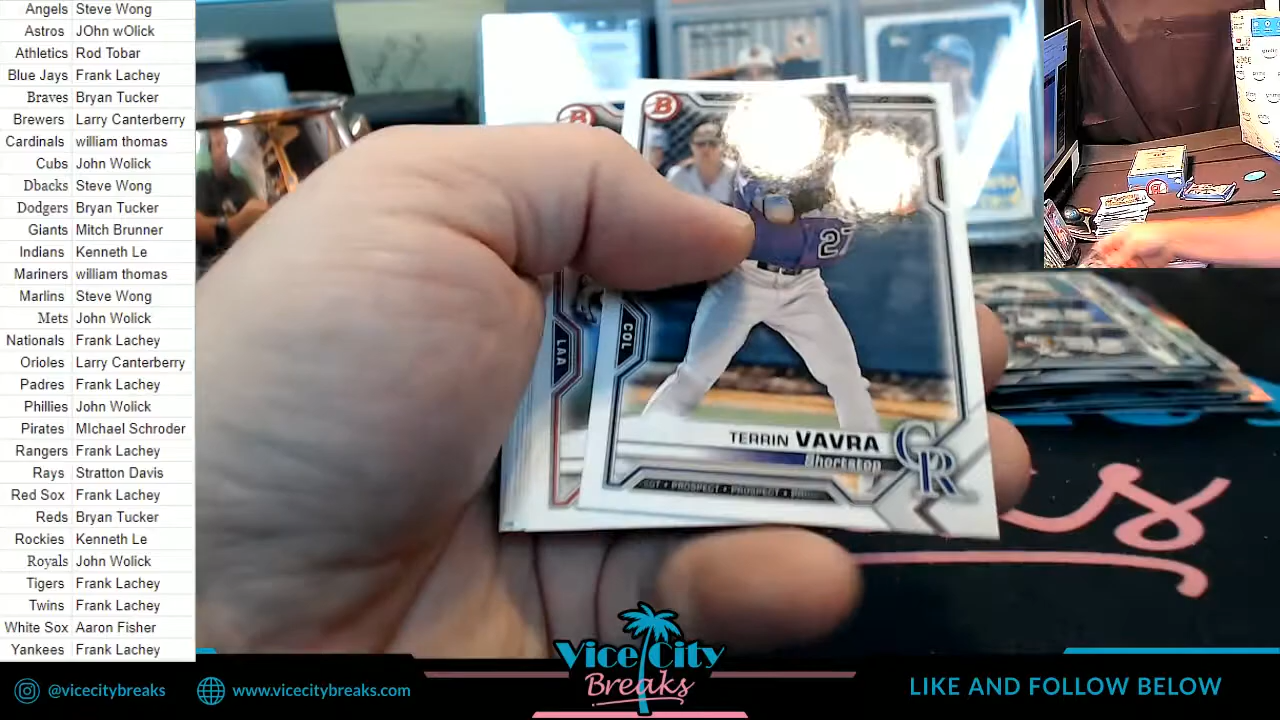 Angels Steve Wong
Astros JOhn wOlick
Athletics Rod Tobar
Blue Jays Frank Lachey
Braves Bryan Tucker
Brewers Larry Canterberry
Cardinals william thomas
Cubs John Wolick
Dbacks Steve Wong
Dodgers Bryan Tucker
Giants Mitch Brunner
Indians Kenneth Le
Mariners william thomas
Marlins Steve Wong
Mets John Wolick
Nationals Frank Lachey
Orioles Larry Canterberry
Padres Frank Lachey
Phillies John Wolick
Pirates MIchael Schroder
Rangers Frank Lachey
Rays Stratton Davis
Red Sox Frank Lachey
Reds Bryan Tucker
Rockies Kenneth Le
Royals John Wolick
Tigers Frank Lachey
Twins Frank Lachey
White Sox Aaron Fisher
Yankees Frank Lachey
B
B
27
LAA
COL
TERRIN VAVRA
Shortstop
PROSPECT • PROSPECT
CR
Vice City
Breaks
@vicecitybreaks
www.vicecitybreaks.com
LIKE AND FOLLOW BELOW